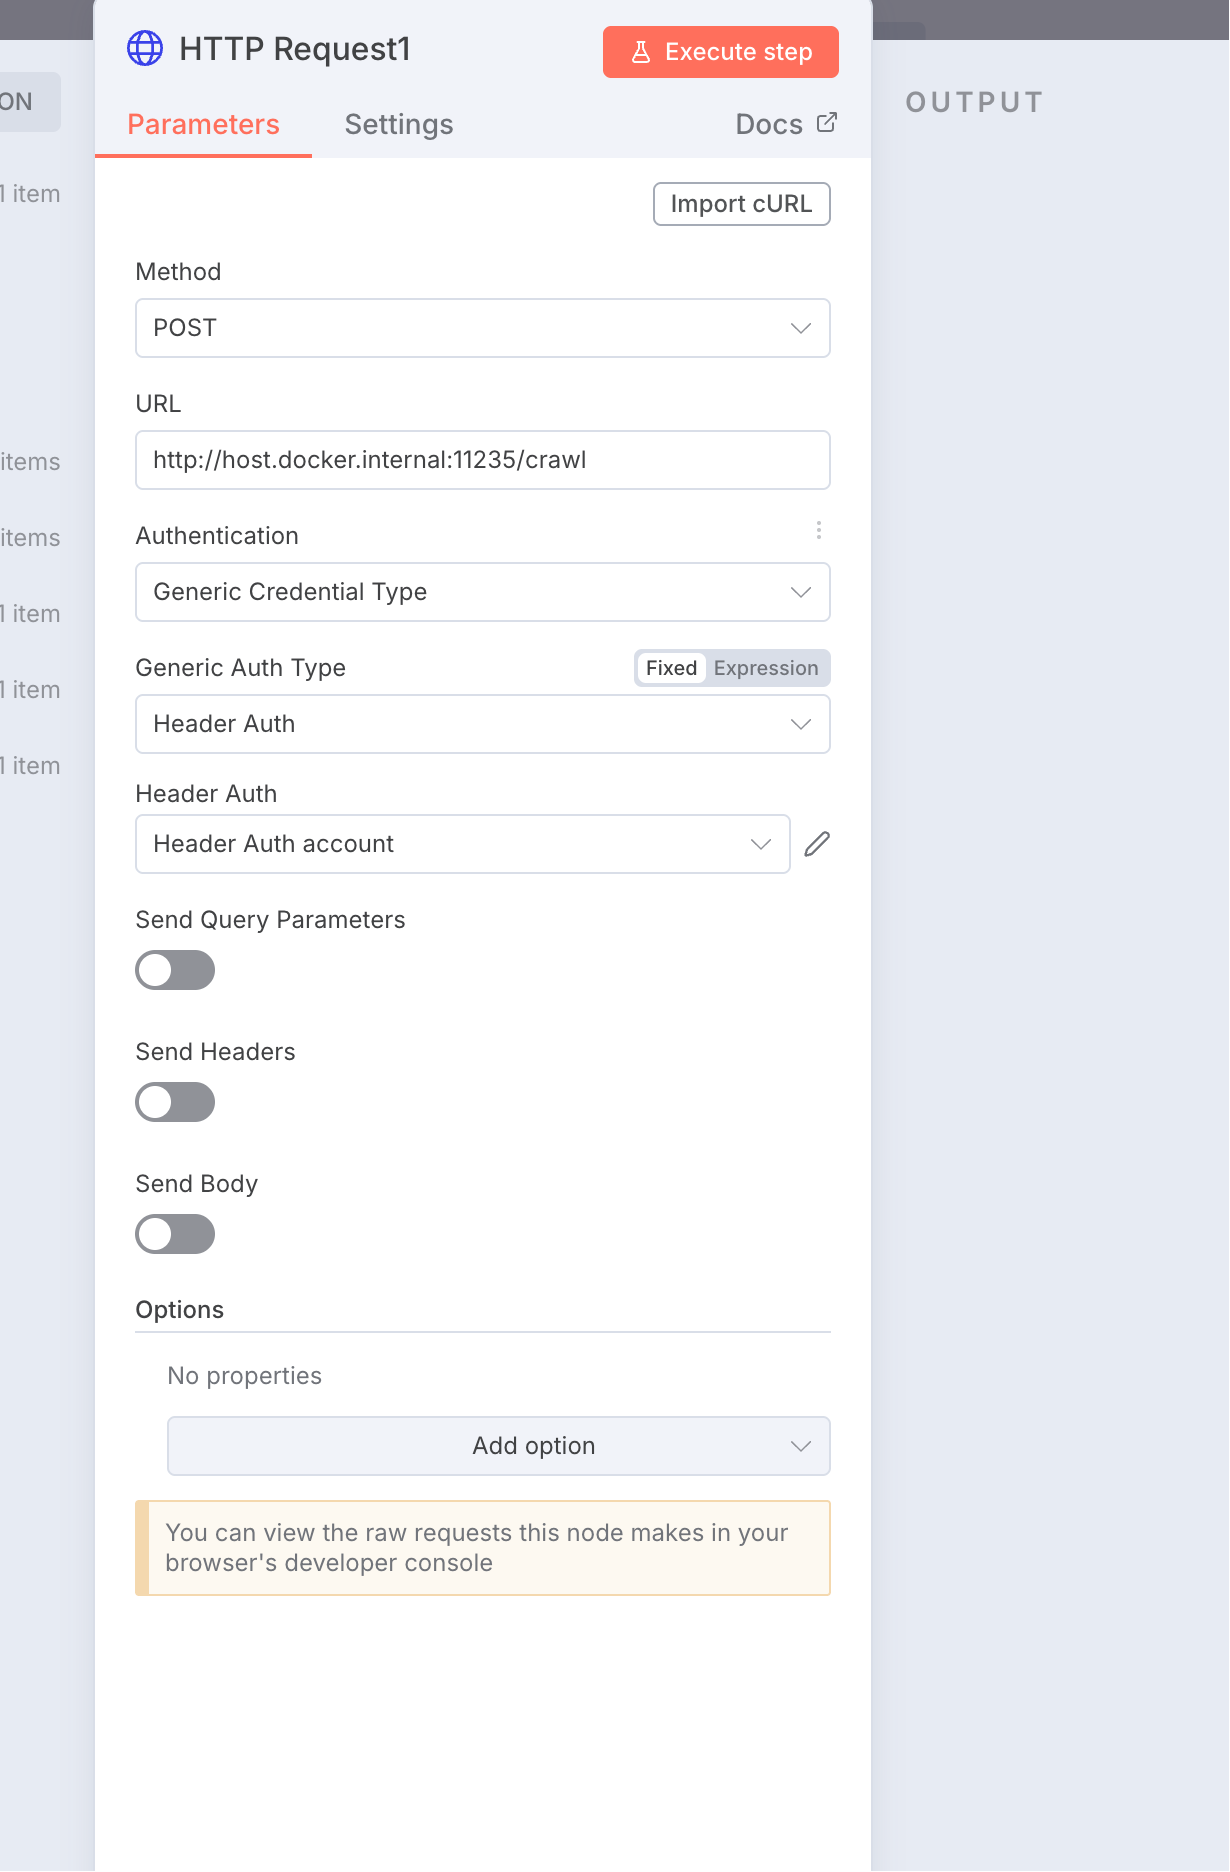 HTTP Request1
Execute step
ON
Parameters
Settings
Docs
OUTPUT
1 item
Import cURL
Method
POST
URL
http://host.docker.internal:11235/crawl
items
Authentication
items
Generic Credential Type
1 item
Generic Auth Type
Fixed
Expression
1 item
Header Auth
1 item
Header Auth
Header Auth account
Send Query Parameters
Send Headers
Send Body
Options
No properties
Add option
You can view the raw requests this node makes in your
browser's developer console